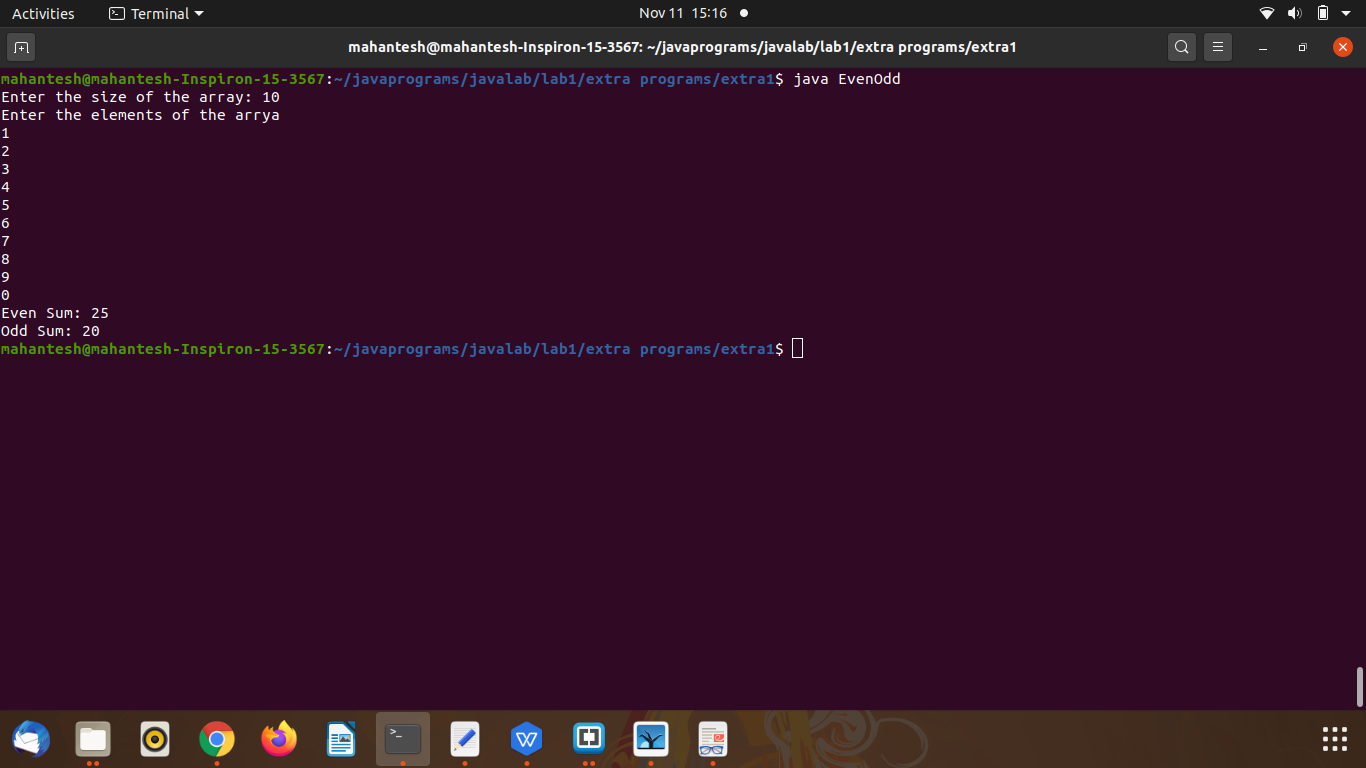 Activities Terminal Nov 11 15:16
mahantesh@mahantesh-Inspiron-15-3567: ~/javaprograms/javalab/lab1/extra programs/extra1
mahantesh@mahantesh-Inspiron-15-3567:~/javaprograms/javalab/lab1/extra programs/extra1$ java EvenOdd
Enter the size of the array: 10
Enter the elements of the arrya
1
2
3
4
5
6
7
8
9
0
Even Sum: 25
Odd Sum: 20
mahantesh@mahantesh-Inspiron-15-3567:~/javaprograms/javalab/lab1/extra programs/extra1$